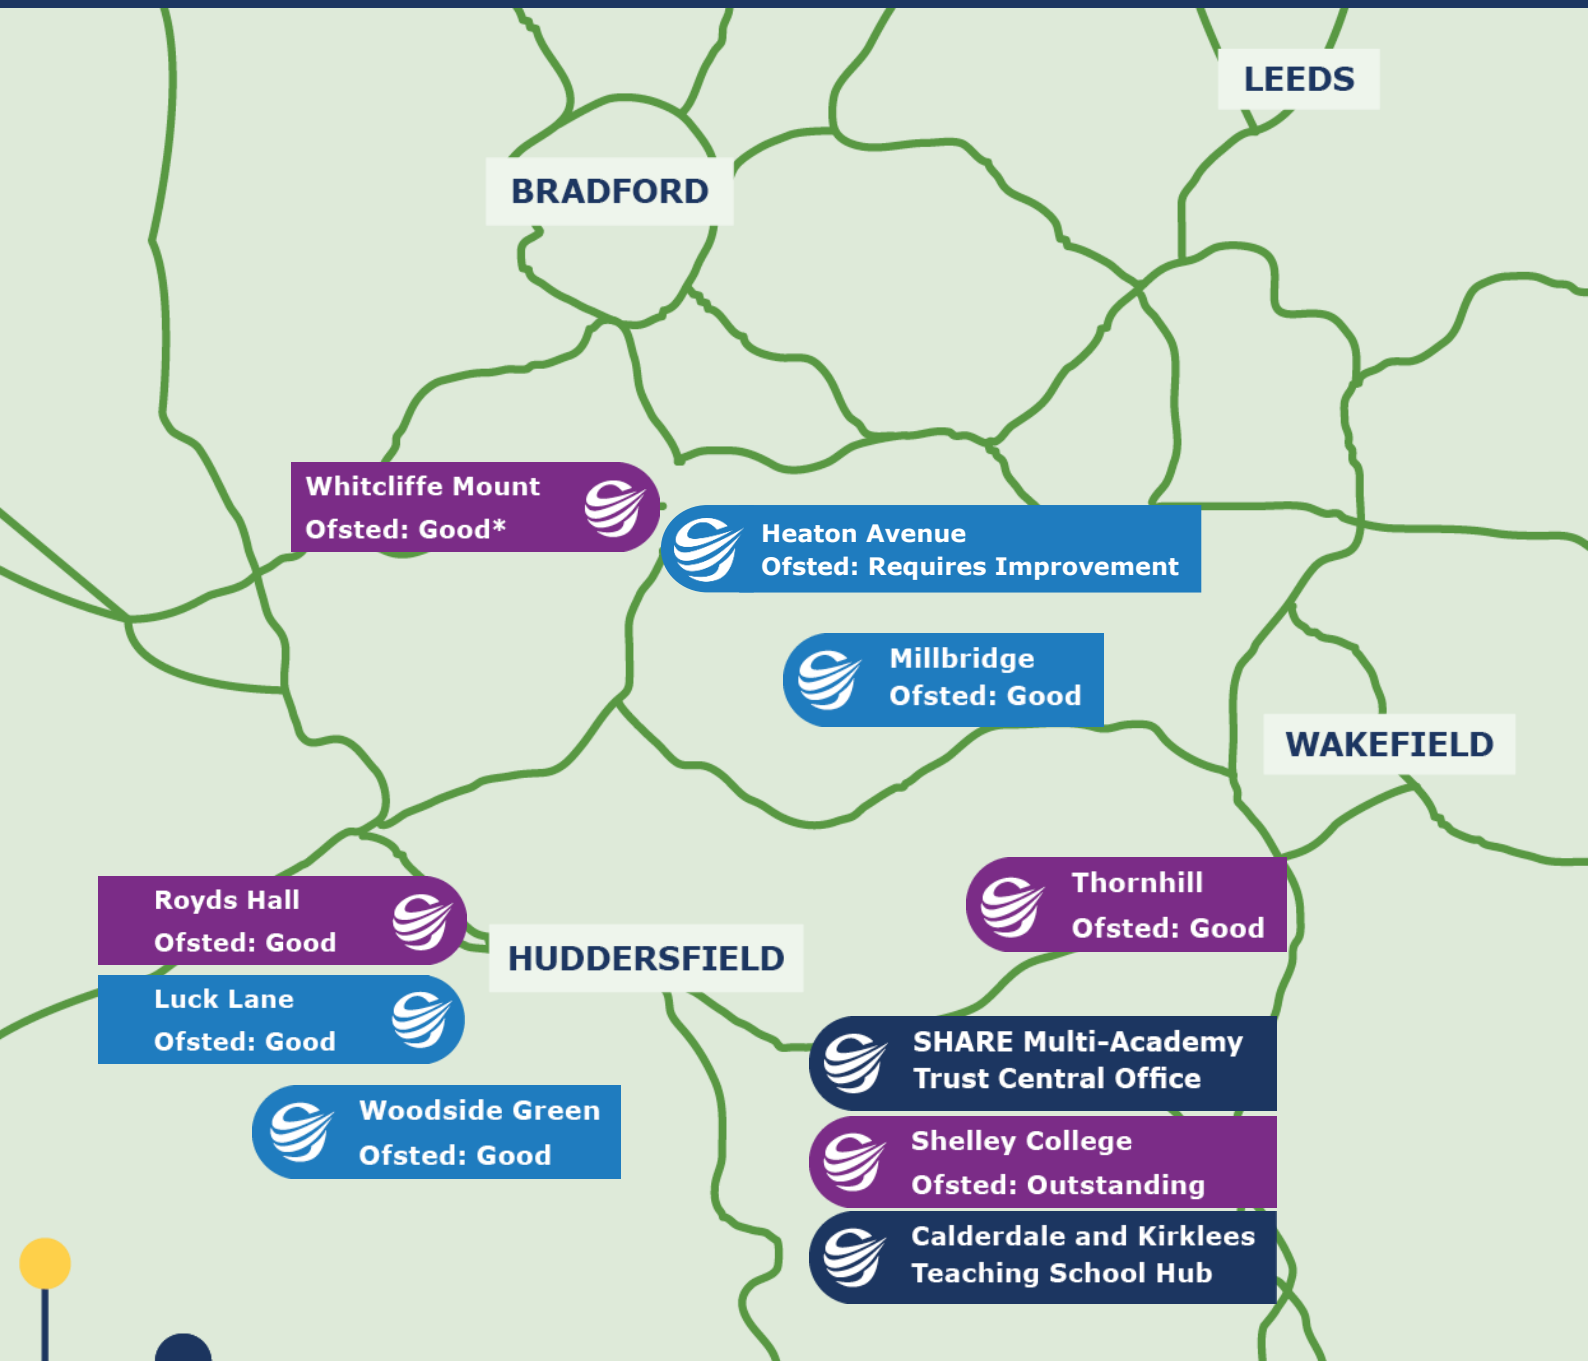 LEEDS
BRADFORD
Whitcliffe Mount
Ofsted: Good*
Heaton Avenue
Ofsted: Requires Improvement
Millbridge
Ofsted: Good
WAKEFIELD
Royds Hall
Ofsted: Good
Thornhill
Ofsted: Good
HUDDERSFIELD
Luck Lane
Ofsted: Good
SHARE Multi-Academy
Trust Central Office
Woodside Green
Ofsted: Good
Shelley College
Ofsted: Outstanding
Calderdale and Kirklees
Teaching School Hub